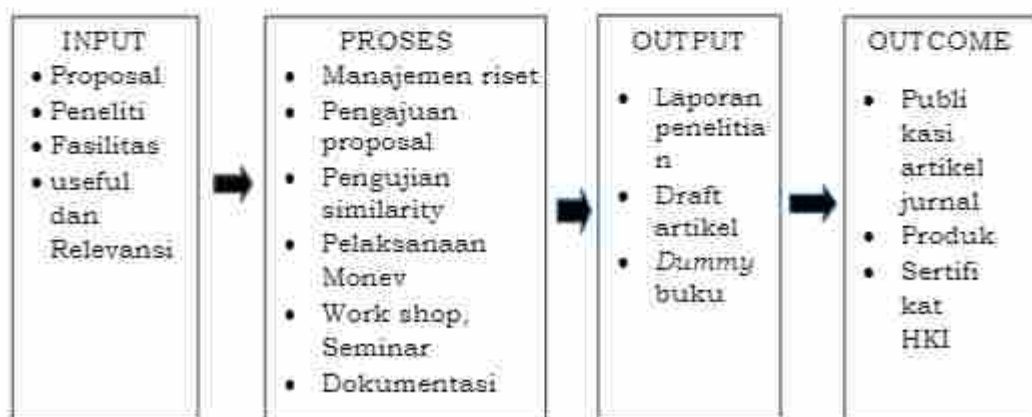 INPUT
• Proposal
• Peneliti
• Fasilitas
• useful
dan
Relevansi
PROSES
• Manajemen riset
• Pengajuan
proposal
• Pengujian
similarity
• Pelaksanaan
Monev
• Work shop,
Seminar
• Dokumentasi
OUTPUT
• Laporan
penelitia
n
• Draft
artikel
• Dummy
buku
OUTCOME
• Publi
kasi
artikel
jurnal
• Produk
• Sertifi
kat
HKI